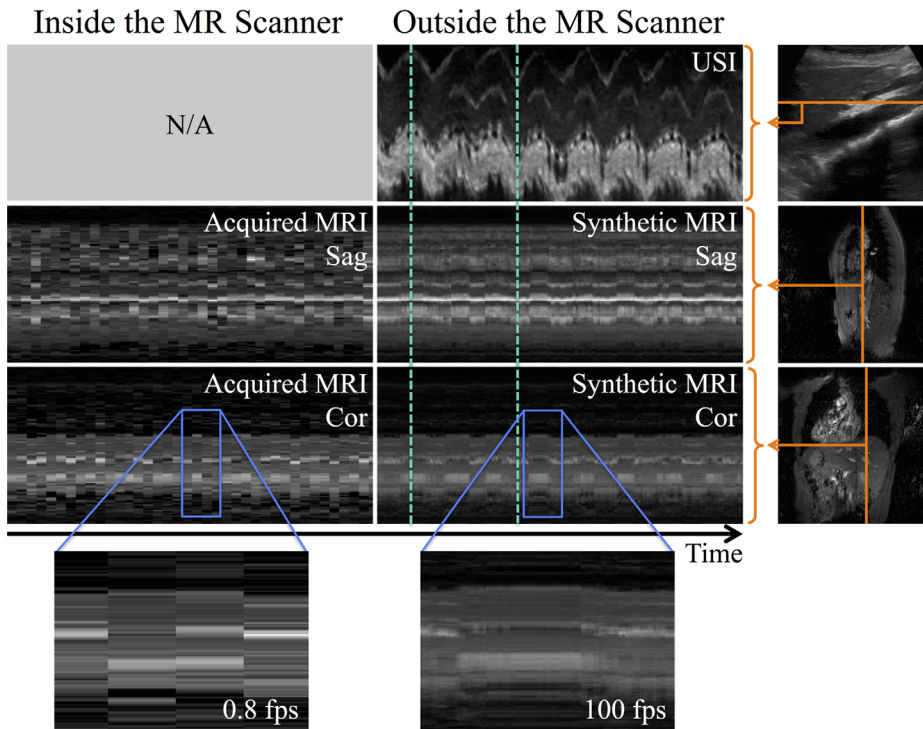 Inside the MR Scanner
Outside the MR Scanner
N/A
USI
Acquired MRI
Sag
Synthetic MRI
Sag
Acquired MRI
Cor
Synthetic MRI
Cor
Time
0.8 fps
100 fps